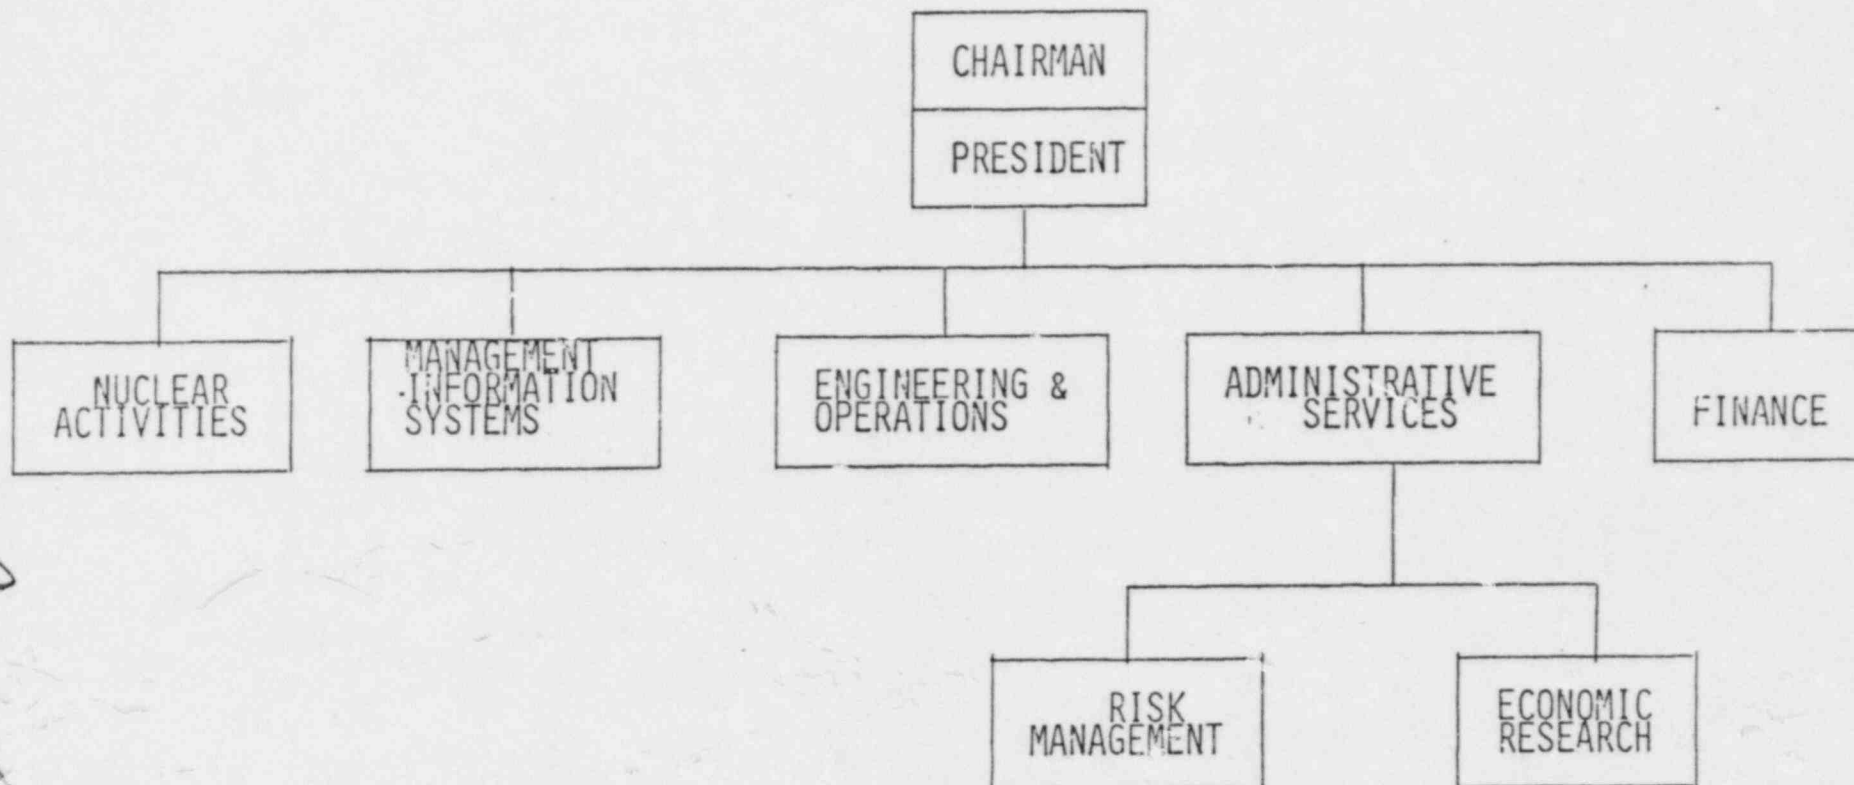 CHAIRMAN
PRESIDENT
NUCLEAR
ACTIVITIES
MANAGEMENT
INFORMATION
SYSTEMS
ENGINEERING &
OPERATIONS
ADMINISTRATIVE
SERVICES
FINANCE
RISK
MANAGEMENT
ECONOMIC
RESEARCH